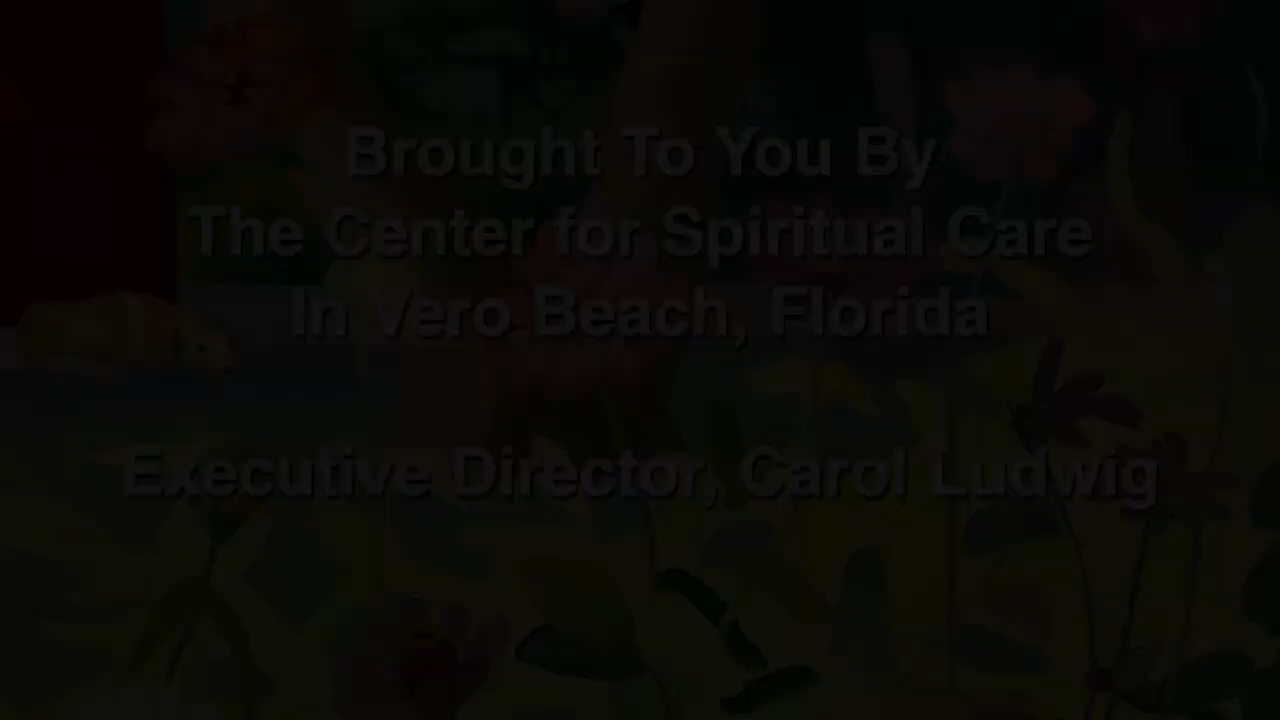 Brought To You By
The Center for Spiritual Care
In Vero Beach, Florida
Executive Director, Carol Ludwig